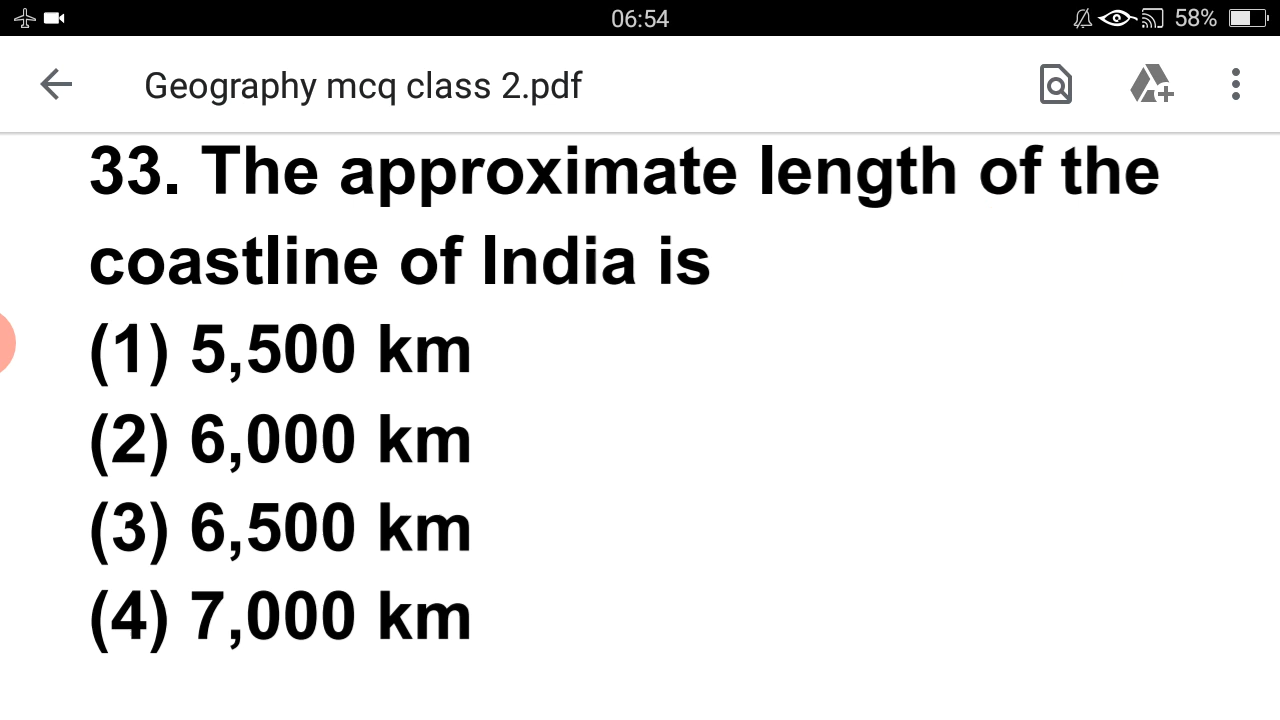 06:54
58%
Geography mcq class 2.pdf
33. The approximate length of the
coastline of India is
(1) 5,500 km
(2) 6,000 km
(3) 6,500 km
(4) 7,000 km